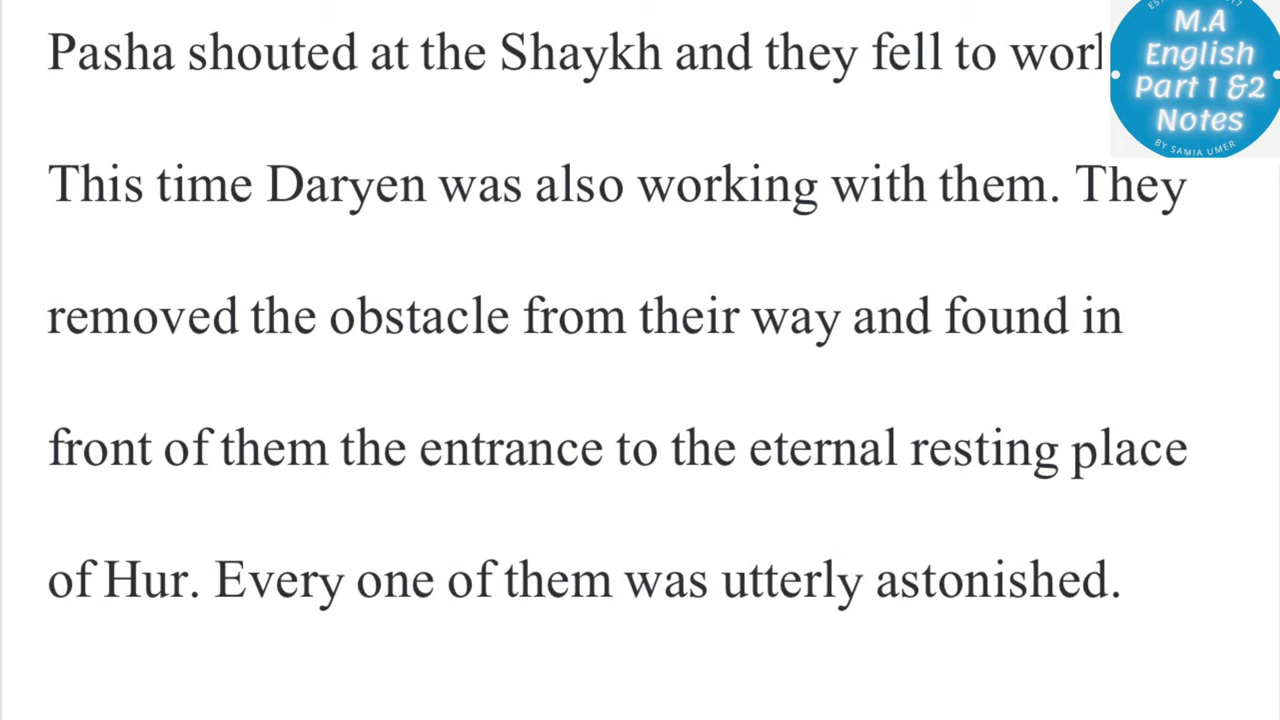 Pasha shouted at the Shaykh and they fell to
This time Daryen was also working with them. They
removed the obstacle from their way and found in
front of them the entrance to the eternal resting place
of Hur. Every one of them was utterly astonished.
M.A
English
Part 1 &2
Notes
BY SAMIA UMER